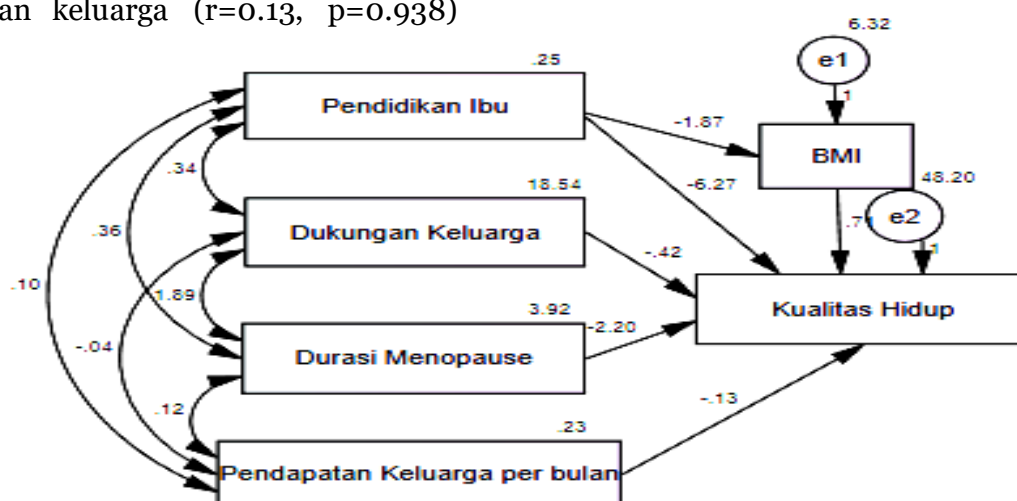 an keluarga (r=0.13, p=0.938)
6.32
e1
1
.25
Pendidikan Ibu
-1.87
BMI
.34
18.54
-6.27
48.20
e2
.71
1
.36
Dukungan Keluarga
-.42
.10
1.89
3.92
-2.20
Kualitas Hidup
-.04
Durasi Menopause
.12
.23
-.13
Pendapatan Keluarga per bulan